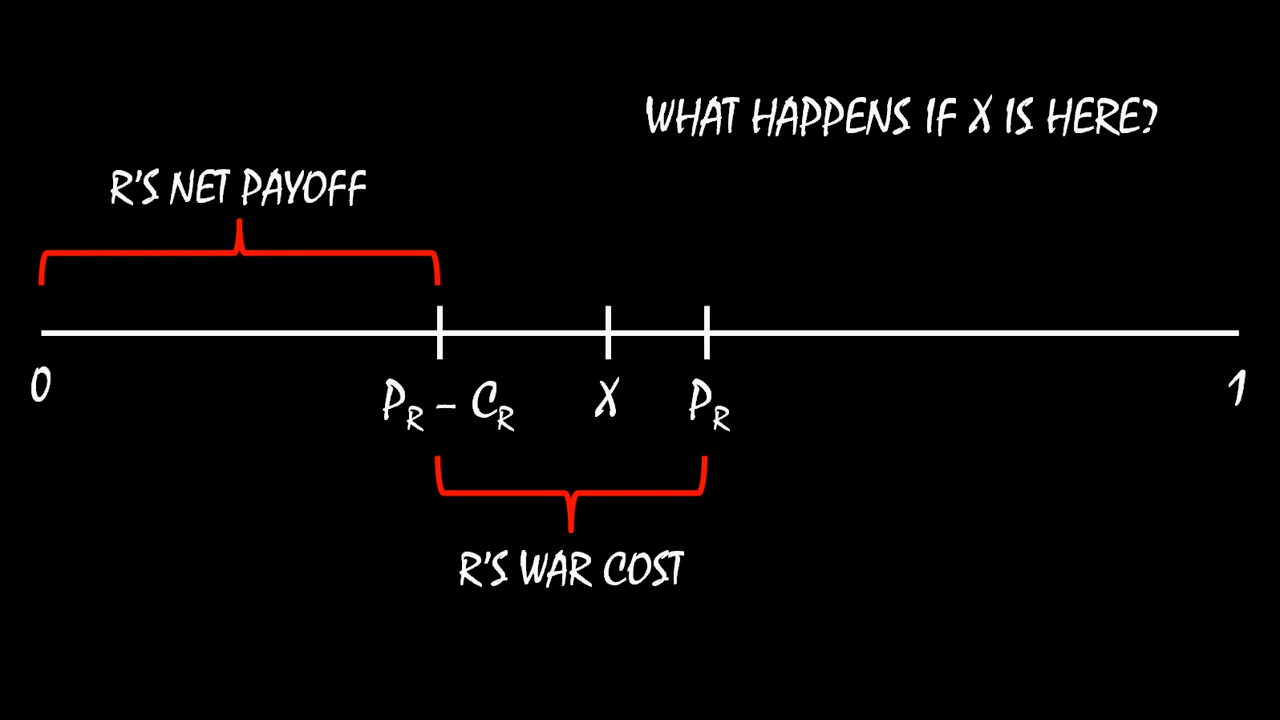 WHAT HAPPENS IF X IS HERE?
R'S NET PAYOFF
0
P_R – C_R
X
P_R
1
R'S WAR COST